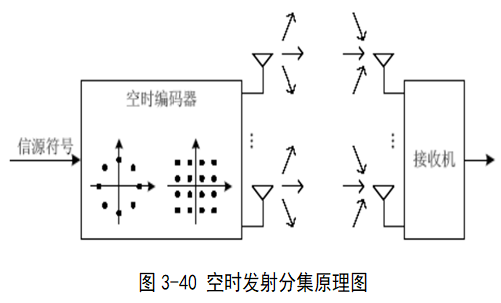 空时编码器
信源符号
⋮ ⋮
接收机
图 3-40 空时发射分集原理图